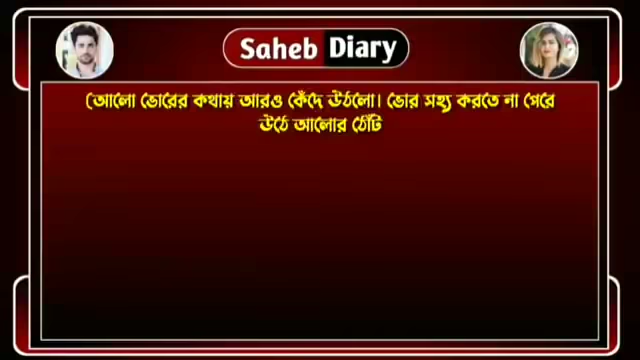 Saheb Diary
(আলো ভোরের কথায় আরও কেঁদে উঠলো। ভোর সহ্য করতে না পেরে
উঠে আলোর ঠোঁট